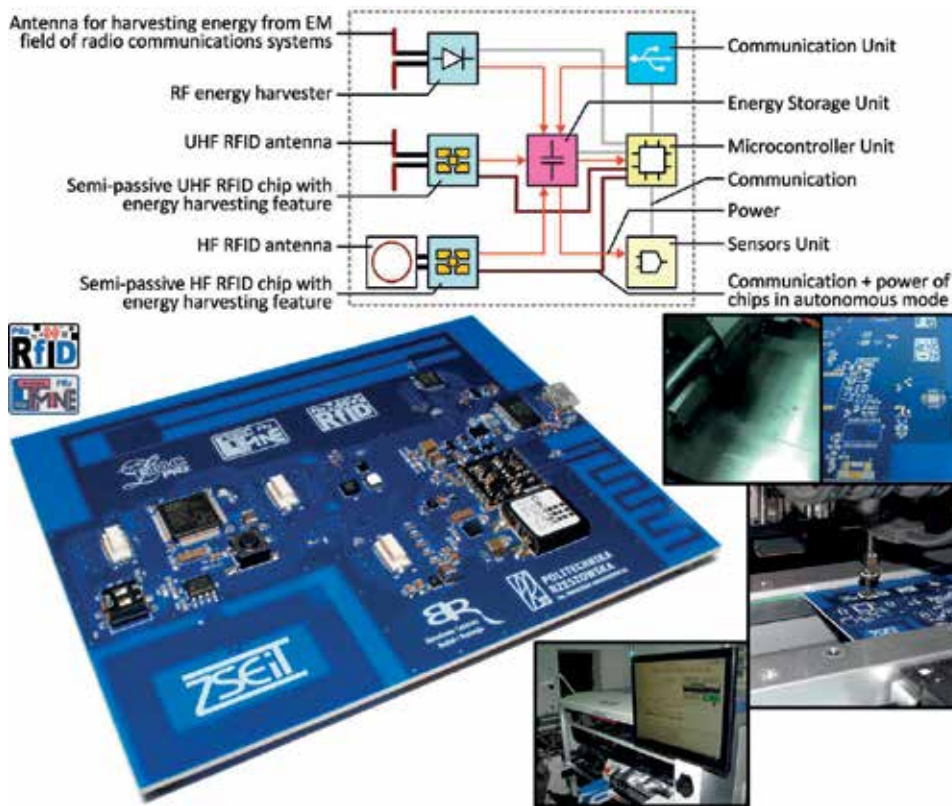 Antenna for harvesting energy from EM
field of radio communications systems
RF energy harvester
UHF RFID antenna
Semi-passive UHF RFID chip with
energy harvesting feature
HF RFID antenna
Semi-passive HF RFID chip with
energy harvesting feature
Communication Unit
Energy Storage Unit
Microcontroller Unit
Communication
Power
Sensors Unit
Communication + power of
chips in autonomous mode
RfID
RfID
POLITECHNIKA
RZESZOWSKA
BR
ZSEiT